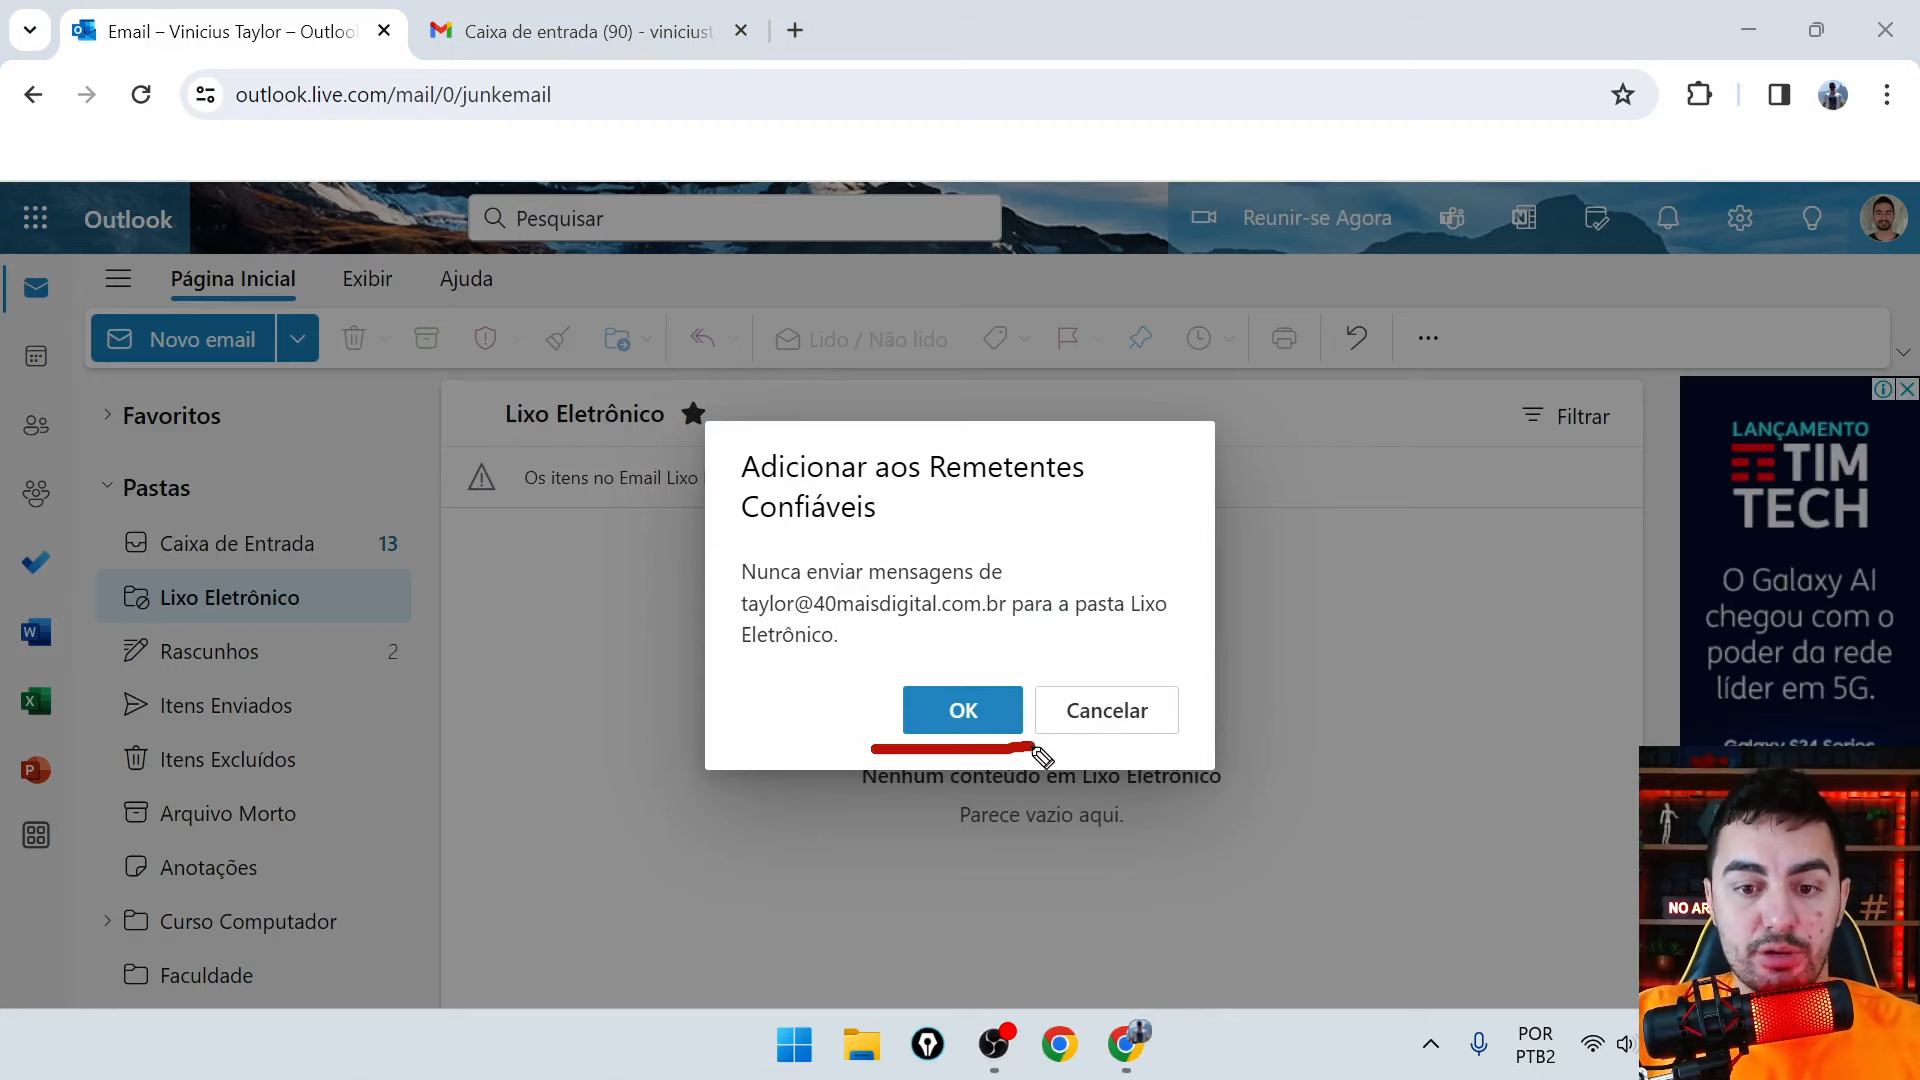 Email – Vinicius Taylor – Outloo
Caixa de entrada (90) - viniciust
outlook.live.com/mail/0/junkemail
Outlook
Pesquisar
Reunir-se Agora
Página Inicial
Exibir
Ajuda
Novo email
Lido / Não lido
Favoritos
Pastas
Caixa de Entrada 13
Lixo Eletrônico
Rascunhos 2
Itens Enviados
Itens Excluídos
Arquivo Morto
Anotações
Curso Computador
Faculdade
Lixo Eletrônico
Filtrar
Os itens no Email Lixo
Adicionar aos Remetentes
Confiáveis
Nunca enviar mensagens de
taylor@40maisdigital.com.br para a pasta Lixo
Eletrônico.
OK
Cancelar
Nenhum conteúdo em Lixo Eletrônico
Parece vazio aqui.
LANÇAMENTO
TIM
TECH
O Galaxy AI
chegou com o
poder da rede
líder em 5G.
Galaxy S24 Series
NO AR
#
POR
PTB2